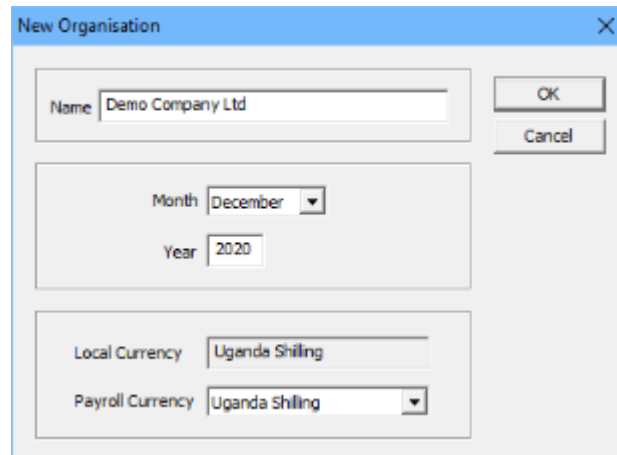 New Organisation
Name Demo Company Ltd
OK
Cancel
Month December
Year 2020
Local Currency Uganda Shilling
Payroll Currency Uganda Shilling